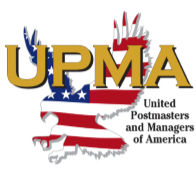 UPMA
United
Postmasters
and Managers
of America